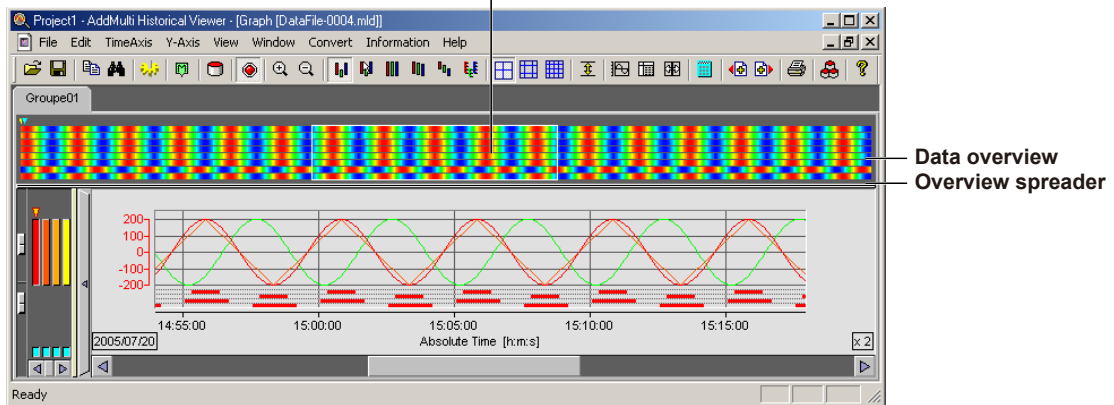 Project1 - AddMulti Historical Viewer - [Graph [DataFile-0004.mld]]
File Edit TimeAxis Y-Axis View Window Convert Information Help
Groupe01
Data overview
Overview spreader
200
100
0
-100
-200
14:55:00 15:00:00 15:05:00 15:10:00 15:15:00
2005/07/20 Absolute Time [h:m:s] x 2
Ready